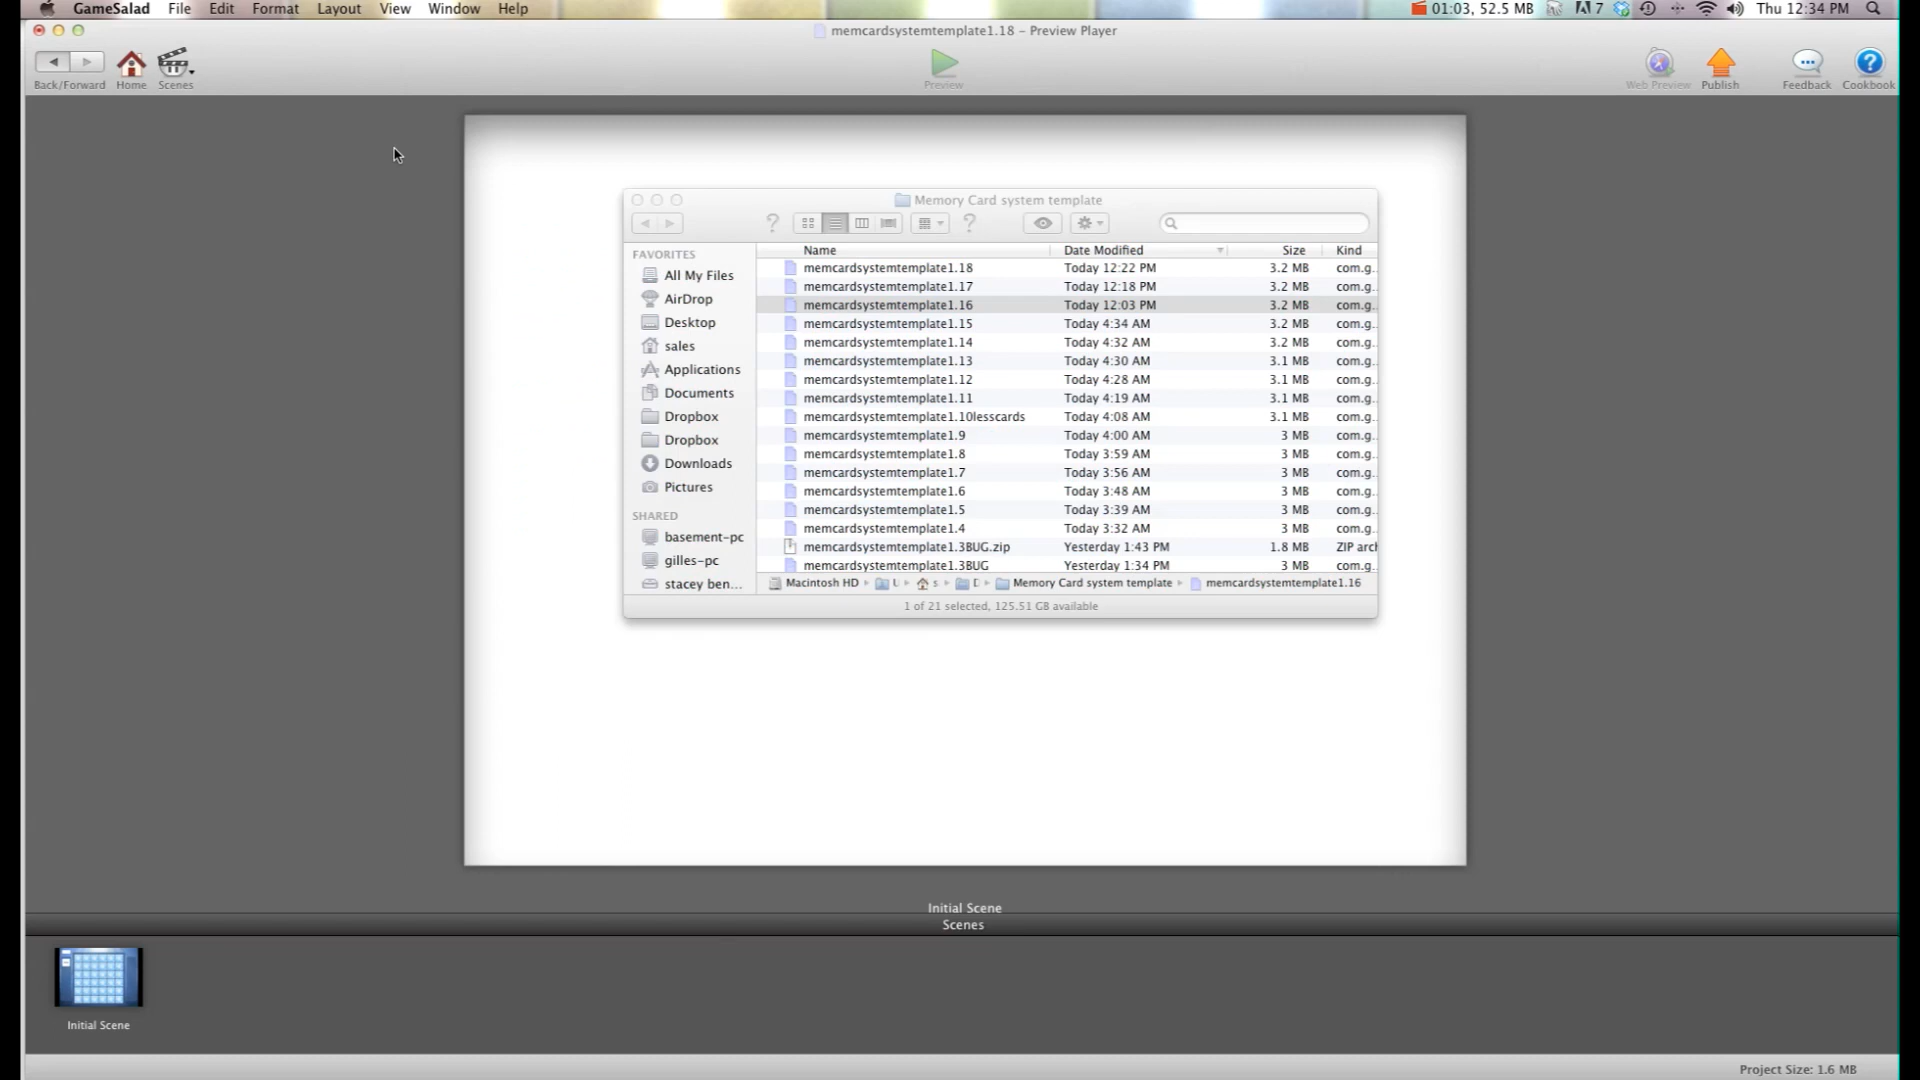 GameSalad File Edit Format Layout View Window Help 01:03, 52.5 MB 7 Thu 12:34 PM
memcardsystemtemplate1.18 – Preview Player
Back/Forward Home Scenes Preview Web Preview Publish Feedback Cookbook
Memory Card system template
FAVORITES
All My Files
AirDrop
Desktop
sales
Applications
Documents
Dropbox
Dropbox
Downloads
Pictures
SHARED
basement-pc
gilles-pc
stacey ben...
Name Date Modified Size Kind
memcardsystemtemplate1.18 Today 12:22 PM 3.2 MB com.g..
memcardsystemtemplate1.17 Today 12:18 PM 3.2 MB com.g..
memcardsystemtemplate1.16 Today 12:03 PM 3.2 MB com.g..
memcardsystemtemplate1.15 Today 4:34 AM 3.2 MB com.g..
memcardsystemtemplate1.14 Today 4:32 AM 3.2 MB com.g..
memcardsystemtemplate1.13 Today 4:30 AM 3.1 MB com.g..
memcardsystemtemplate1.12 Today 4:28 AM 3.1 MB com.g..
memcardsystemtemplate1.11 Today 4:19 AM 3.1 MB com.g..
memcardsystemtemplate1.10lesscards Today 4:08 AM 3.1 MB com.g..
memcardsystemtemplate1.9 Today 4:00 AM 3 MB com.g..
memcardsystemtemplate1.8 Today 3:59 AM 3 MB com.g..
memcardsystemtemplate1.7 Today 3:56 AM 3 MB com.g..
memcardsystemtemplate1.6 Today 3:48 AM 3 MB com.g..
memcardsystemtemplate1.5 Today 3:39 AM 3 MB com.g..
memcardsystemtemplate1.4 Today 3:32 AM 3 MB com.g..
memcardsystemtemplate1.3BUG.zip Yesterday 1:43 PM 1.8 MB ZIP arch
memcardsystemtemplate1.3BUG Yesterday 1:34 PM 3 MB com.g..
Macintosh HD U s D Memory Card system template memcardsystemtemplate1.16
1 of 21 selected, 125.51 GB available
Initial Scene
Scenes
Initial Scene
Project Size: 1.6 MB